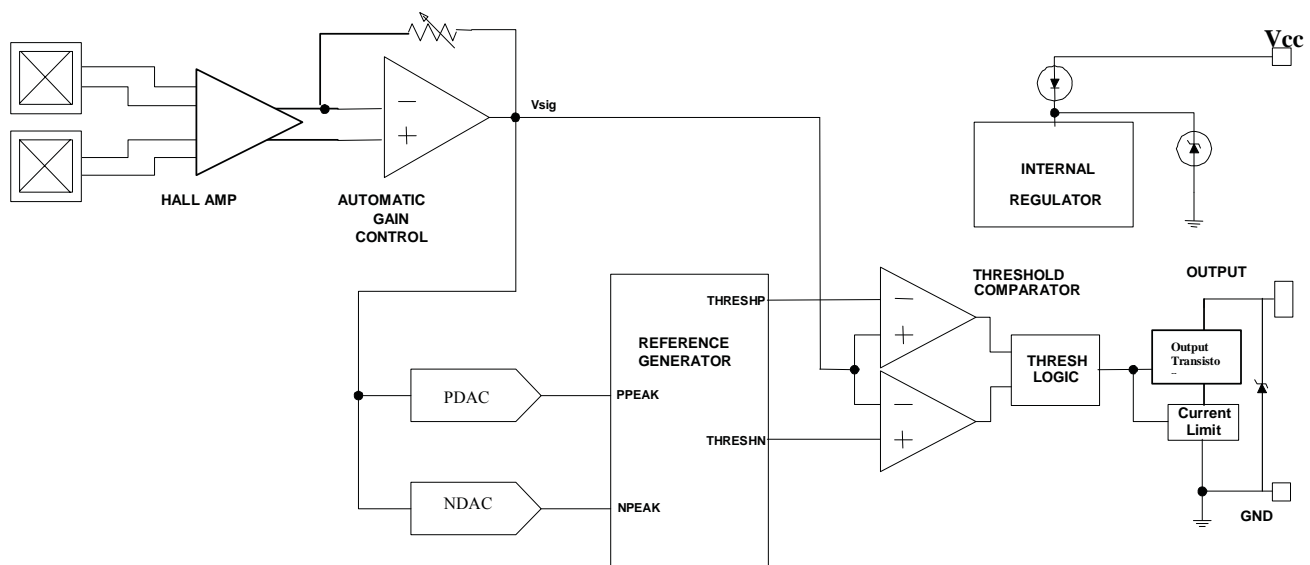 Vcc
Vsig
HALL AMP
AUTOMATIC
GAIN
CONTROL
INTERNAL
REGULATOR
THRESHOLD
COMPARATOR
OUTPUT
THRESHP
REFERENCE
GENERATOR
PPEAK
THRESHN
NPEAK
PDAC
NDAC
THRESH
LOGIC
Output
Transisto
Current
Limit
GND